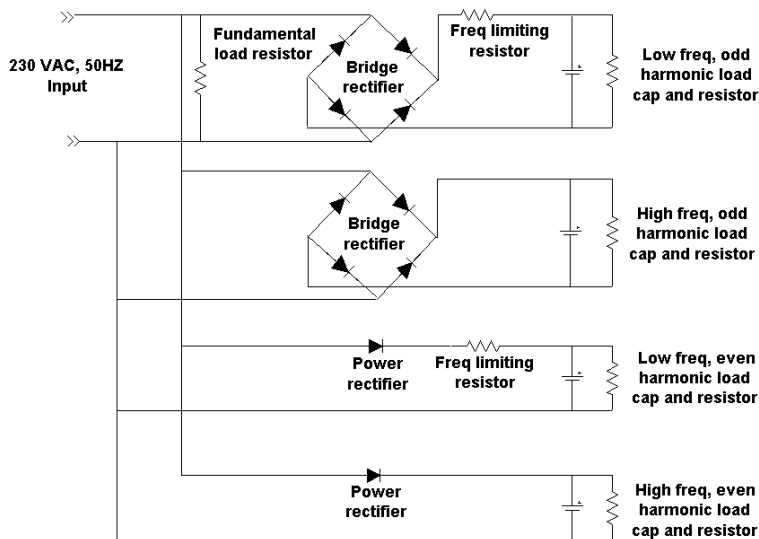 230 VAC, 50HZ
Input
Fundamental
load resistor
Bridge
rectifier
Freq limiting
resistor
Low freq, odd
harmonic load
cap and resistor
Bridge
rectifier
High freq, odd
harmonic load
cap and resistor
Power
rectifier
Freq limiting
resistor
Low freq, even
harmonic load
cap and resistor
Power
rectifier
High freq, even
harmonic load
cap and resistor